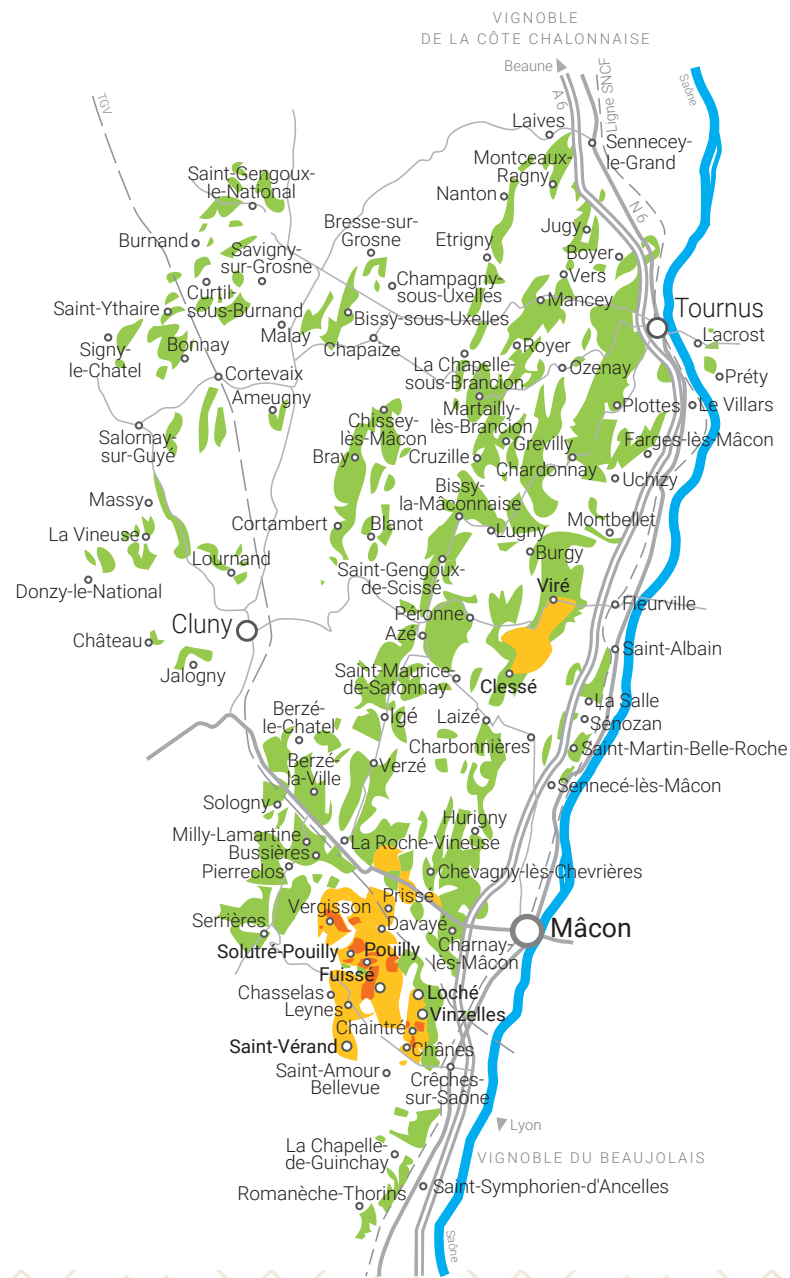 VIGNOBLE
DE LA CÔTE CHALONNAISE
Beaune
A 6
Ligne SNCF
Saône
TGV
Laives
Sennecey-
le-Grand
Montceaux-
Ragny
Saint-Gengoux-
le-National
Nanton
N 6
Bresse-sur-
Grosne
Jugy
Burnand
Etrigny
Savigny-
sur-Grosne
Boyer
Vers
Champagny-
sous-Uxelles
Curtil-
sous-Burnand
Mancey
Saint-Ythaire
Tournus
Bissy-sous-Uxelles
Malay
Lacrost
Signy-
le-Chatel
Bonnay
Chapaize
Royer
La Chapelle-
sous-Brancion
Ozenay
Cortevaix
Préty
Ameugny
Martailly-
lès-Brancion
Plottes
Le Villars
Chissey-
lès-Mâcon
Salornay-
sur-Guye
Grevilly
Farges-lès-Mâcon
Bray
Cruzille
Chardonnay
Uchizy
Bissy-
la-Mâconnaise
Massy
Cortambert
Blanot
Lugny
Montbellet
La Vineuse
Burgy
Lournand
Saint-Gengoux-
de-Scissé
Donzy-le-National
Viré
Fleurville
Péronne
Cluny
Azé
Château
Saint-Albain
Jalogny
Saint-Maurice-
de-Satonnay
Clessé
La Salle
Berzé-
le-Chatel
Igé
Laizé
Sénozan
Charbonnières
Saint-Martin-Belle-Roche
Berzé-
la-Ville
Verzé
Sennecé-lès-Mâcon
Sologny
Hurigny
Milly-Lamartine
La Roche-Vineuse
Bussières
Pierreclos
Chevagny-lès-Chevrières
Prissé
Vergisson
Serrières
Davayé
Mâcon
Charnay-
lès-Mâcon
Solutré-Pouilly
Pouilly
Fuissé
Chasselas
Loché
Leynes
Vinzelles
Chaintré
Saint-Vérand
Chânes
Saint-Amour
Bellevue
Crêches-
sur-Saône
Lyon
La Chapelle-
de-Guinchay
VIGNOBLE DU BEAUJOLAIS
Romanèche-Thorins
Saint-Symphorien-d'Ancelles
Saône